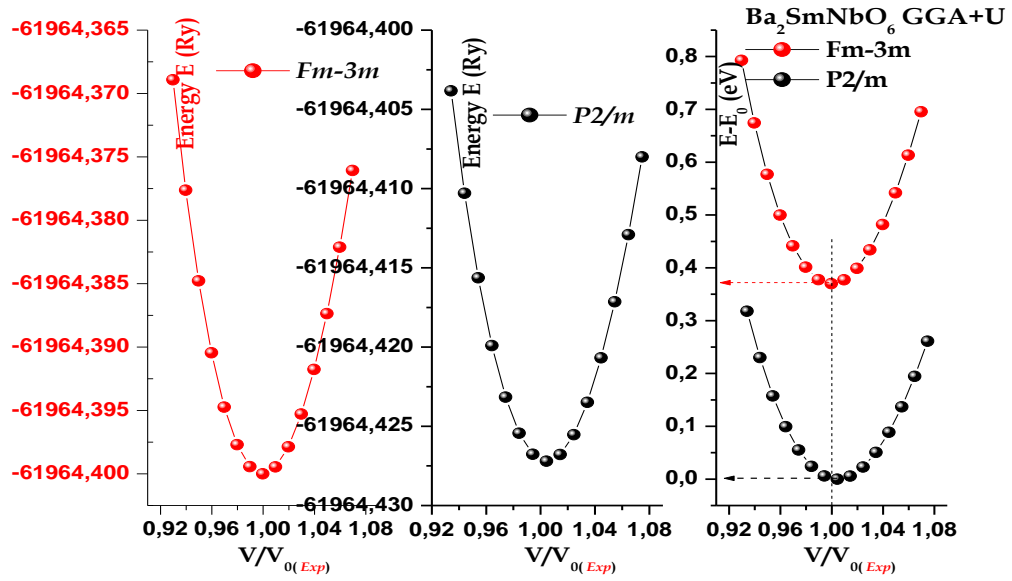 -61964,365
-61964,370
-61964,375
-61964,380
-61964,385
-61964,390
-61964,395
-61964,400
Energy E (Ry)
Fm-3m
0,92 0,96 1,00 1,04 1,08
V/V0(Exp)
-61964,400
-61964,405
-61964,410
-61964,415
-61964,420
-61964,425
-61964,430
Energy E (Ry)
P2/m
0,92 0,96 1,00 1,04 1,08
V/V0(Exp)
Ba2SmNbO6 GGA+U
Fm-3m
P2/m
0,8
0,7
0,6
0,5
0,4
0,3
0,2
0,1
0,0
E-E0 (eV)
0,92 0,96 1,00 1,04 1,08
V/V0(Exp)